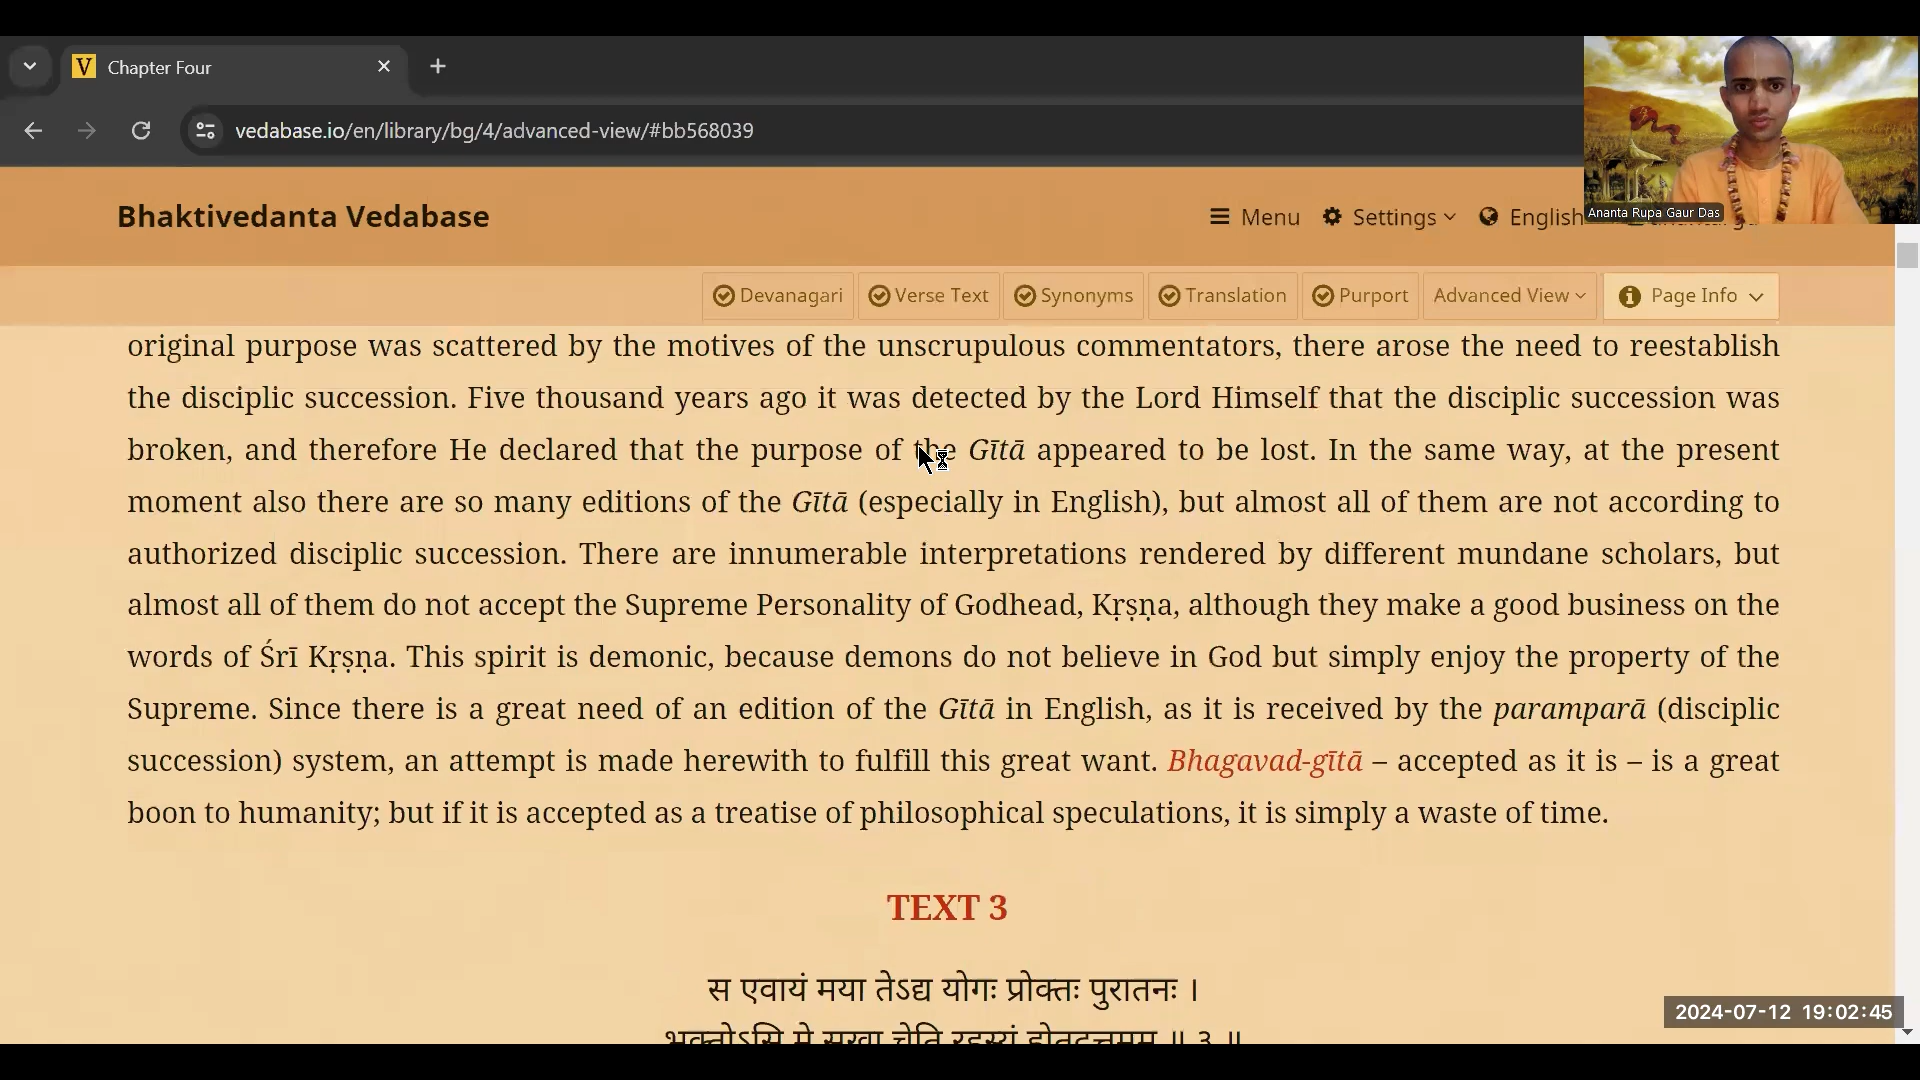 Chapter Four
vedabase.io/en/library/bg/4/advanced-view/#bb568039
Ananta Rupa Gaur Das
Bhaktivedanta Vedabase
Menu Settings English
Devanagari Verse Text Synonyms Translation Purport Advanced View Page Info
original purpose was scattered by the motives of the unscrupulous commentators, there arose the need to reestablish
the disciplic succession. Five thousand years ago it was detected by the Lord Himself that the disciplic succession was
broken, and therefore He declared that the purpose of the Gītā appeared to be lost. In the same way, at the present
moment also there are so many editions of the Gītā (especially in English), but almost all of them are not according to
authorized disciplic succession. There are innumerable interpretations rendered by different mundane scholars, but
almost all of them do not accept the Supreme Personality of Godhead, Kṛṣṇa, although they make a good business on the
words of Śrī Kṛṣṇa. This spirit is demonic, because demons do not believe in God but simply enjoy the property of the
Supreme. Since there is a great need of an edition of the Gītā in English, as it is received by the paramparā (disciplic
succession) system, an attempt is made herewith to fulfill this great want. Bhagavad-gītā – accepted as it is – is a great
boon to humanity; but if it is accepted as a treatise of philosophical speculations, it is simply a waste of time.
TEXT 3
स एवायं मया तेऽद्य योगः प्रोक्तः पुरातनः ।
भक्तोऽसि मे सखा चेति रहस्यं ह्येतदुत्तमम् ॥ ३ ॥
2024-07-12 19:02:45